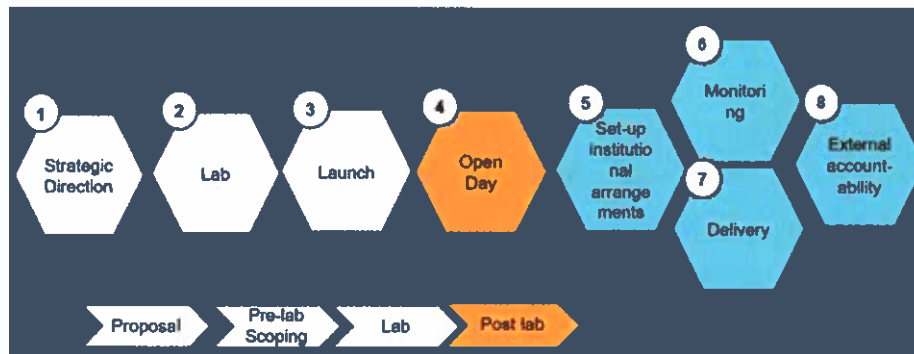 1
Strategic
Direction
2
Lab
3
Launch
4
Open
Day
5
Set-up
institutio
nal
arrange
ments
6
Monitori
ng
7
Delivery
8
External
account-
ability
Proposal
Pre-lab
Scoping
Lab
Post lab